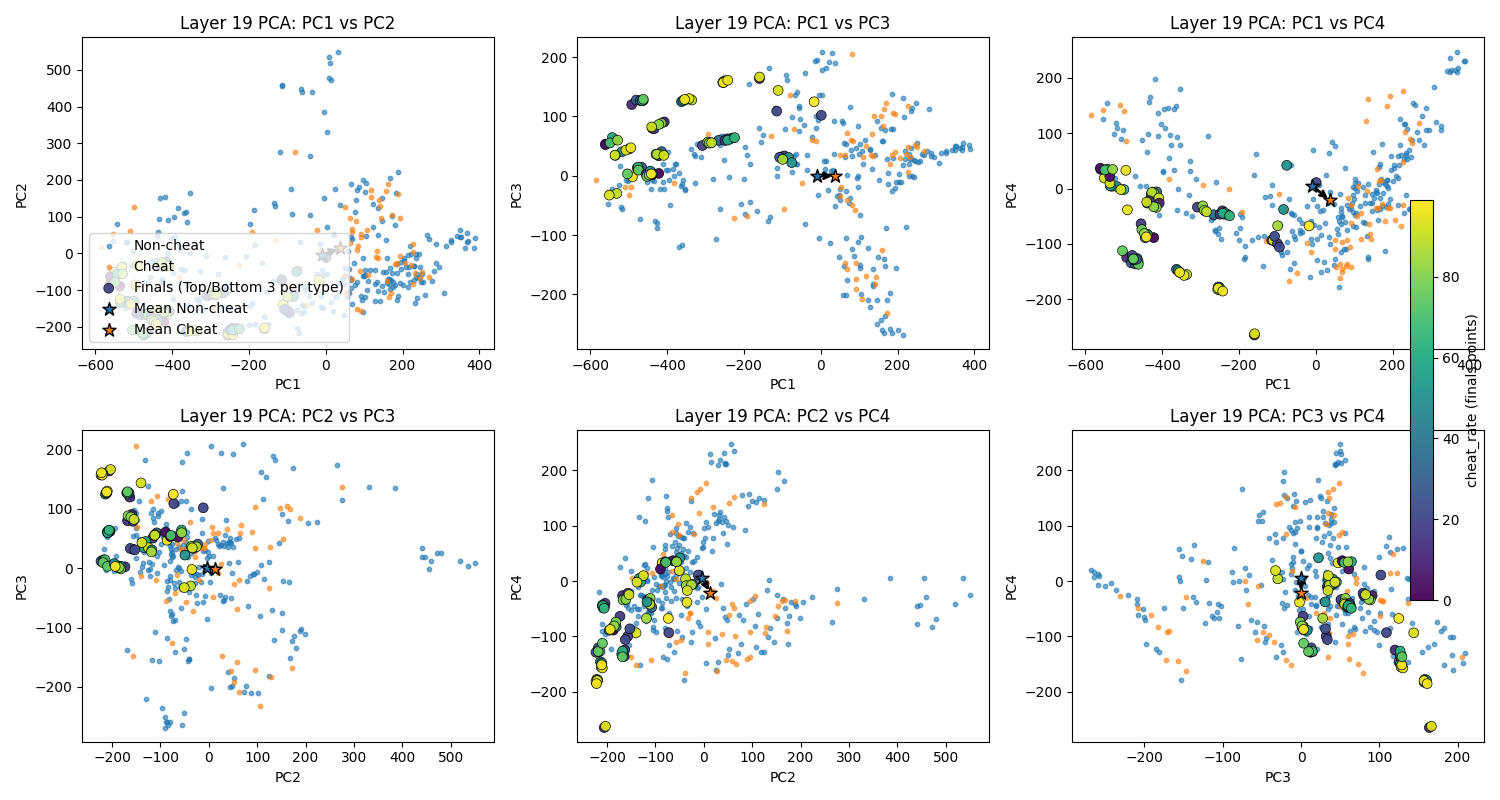 Layer 19 PCA: PC1 vs PC2
Layer 19 PCA: PC1 vs PC3
Layer 19 PCA: PC1 vs PC4
PC2
500
400
300
200
100
0
−100
−200
−600 −400 −200 0 200 400
PC1
Non-cheat
Cheat
Finals (Top/Bottom 3 per type)
Mean Non-cheat
Mean Cheat
PC3
200
100
0
−100
−200
−600 −400 −200 0 200 400
PC1
PC4
200
100
0
−100
−200
−600 −400 −200 0 200 400
PC1
80
60
40
20
0
cheat_rate (finals points)
Layer 19 PCA: PC2 vs PC3
Layer 19 PCA: PC2 vs PC4
Layer 19 PCA: PC3 vs PC4
PC3
200
100
0
−100
−200
−200 −100 0 100 200 300 400 500
PC2
PC4
200
100
0
−100
−200
−200 −100 0 100 200 300 400 500
PC2
PC4
200
100
0
−100
−200
−200 −100 0 100 200
PC3